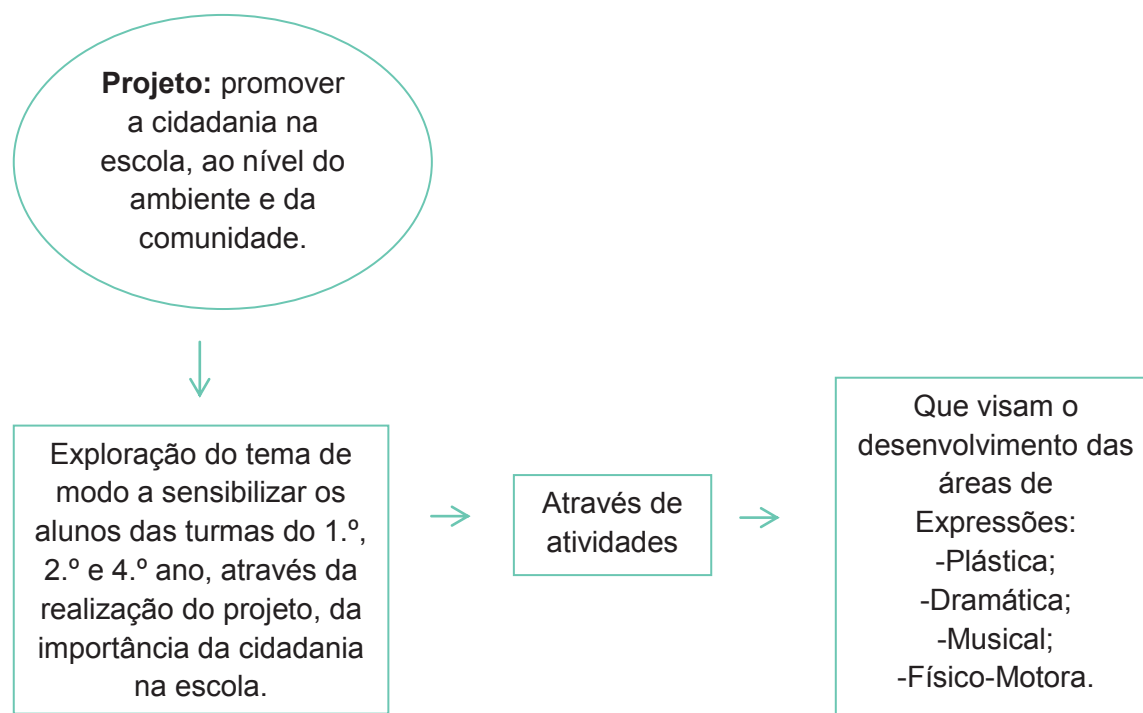 Projeto: promover
a cidadania na
escola, ao nível do
ambiente e da
comunidade.
Exploração do tema de
modo a sensibilizar os
alunos das turmas do 1.º,
2.º e 4.º ano, através da
realização do projeto, da
importância da cidadania
na escola.
Através de
atividades
Que visam o
desenvolvimento das
áreas de
Expressões:
-Plástica;
-Dramática;
-Musical;
-Físico-Motora.